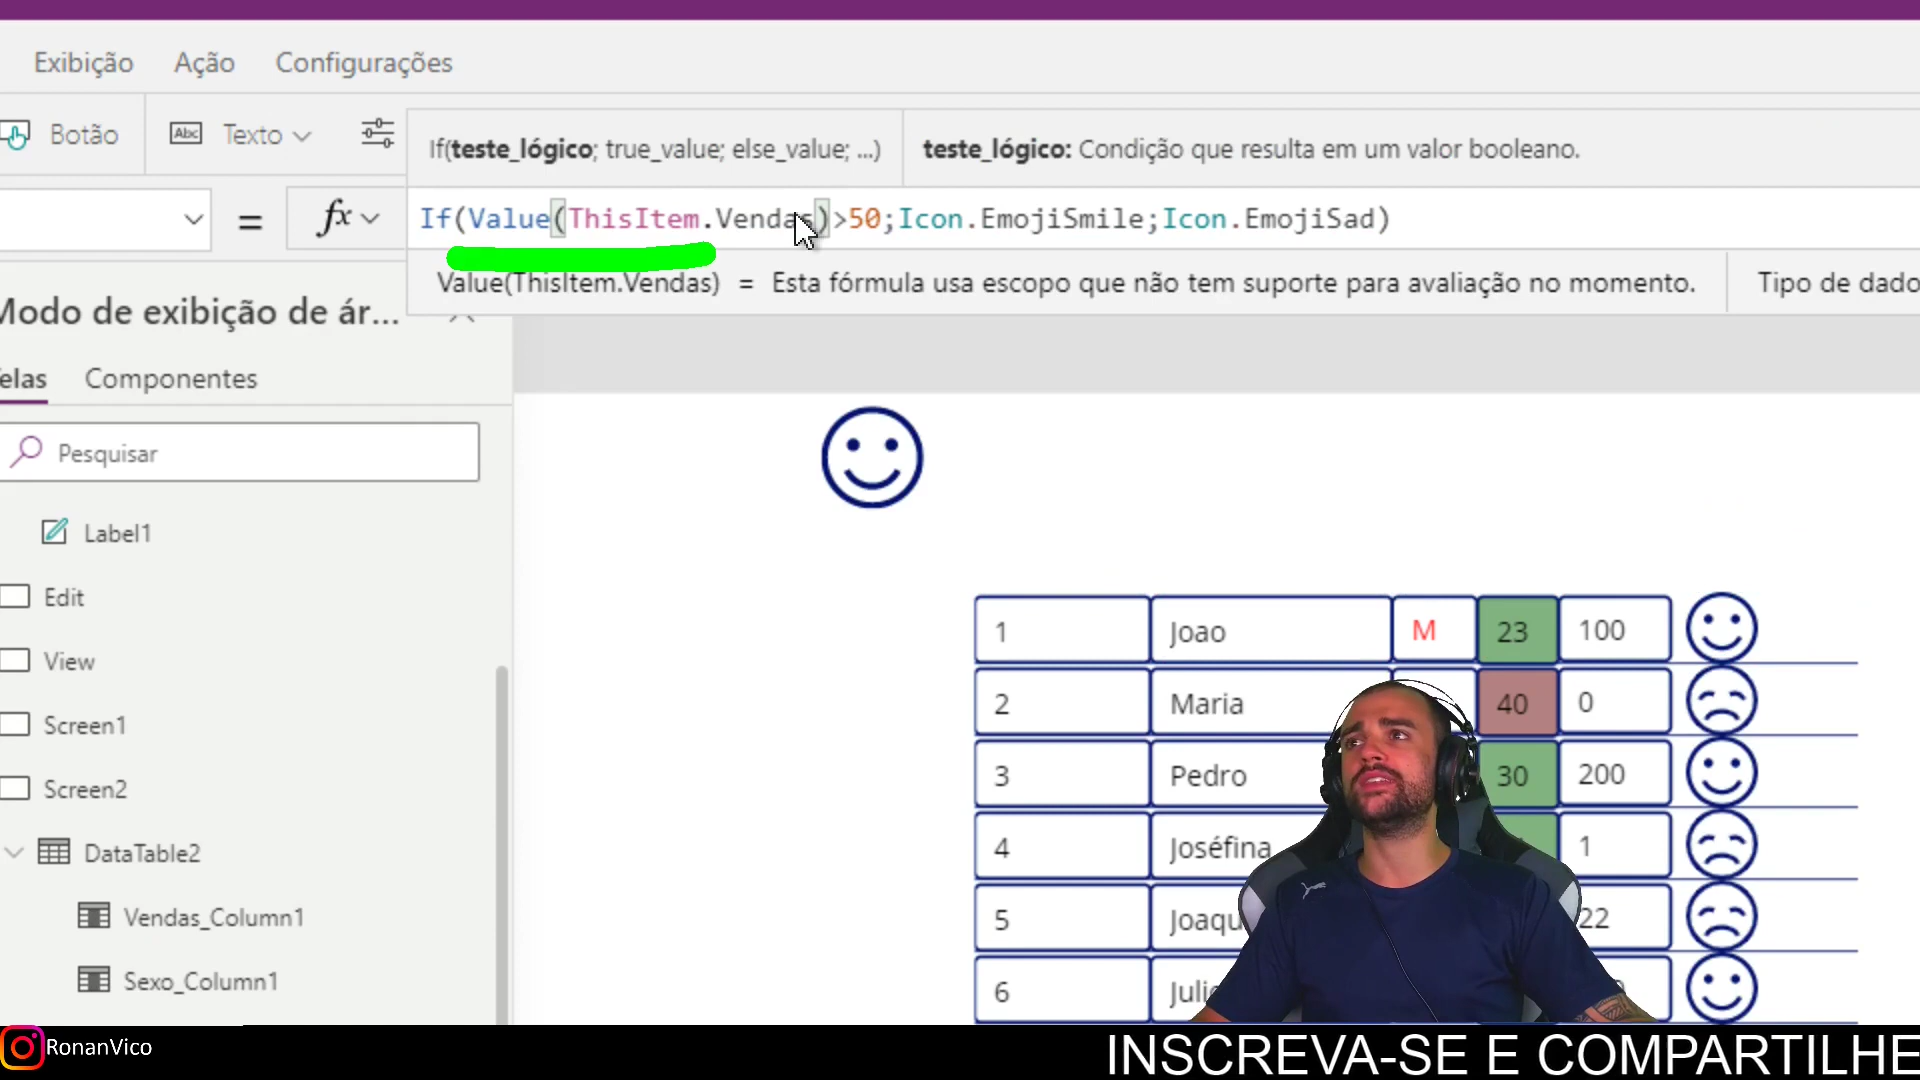 Exibição Ação Configurações
Botão Abc Texto
If(teste_lógico; true_value; else_value; ...) teste_lógico: Condição que resulta em um valor booleano.
= fx If(Value(ThisItem.Vendas)>50;Icon.EmojiSmile;Icon.EmojiSad)
Value(ThisItem.Vendas) = Esta fórmula usa escopo que não tem suporte para avaliação no momento. Tipo de dado
Modo de exibição de ár...
elas Componentes
Pesquisar
Label1
Edit
View
Screen1
Screen2
DataTable2
Vendas_Column1
Sexo_Column1
1 Joao M 23 100
2 Maria 40 0
3 Pedro 30 200
4 Joséfina 1
5 Joaqu 22
6 Juli
RonanVico
INSCREVA-SE E COMPARTILHE